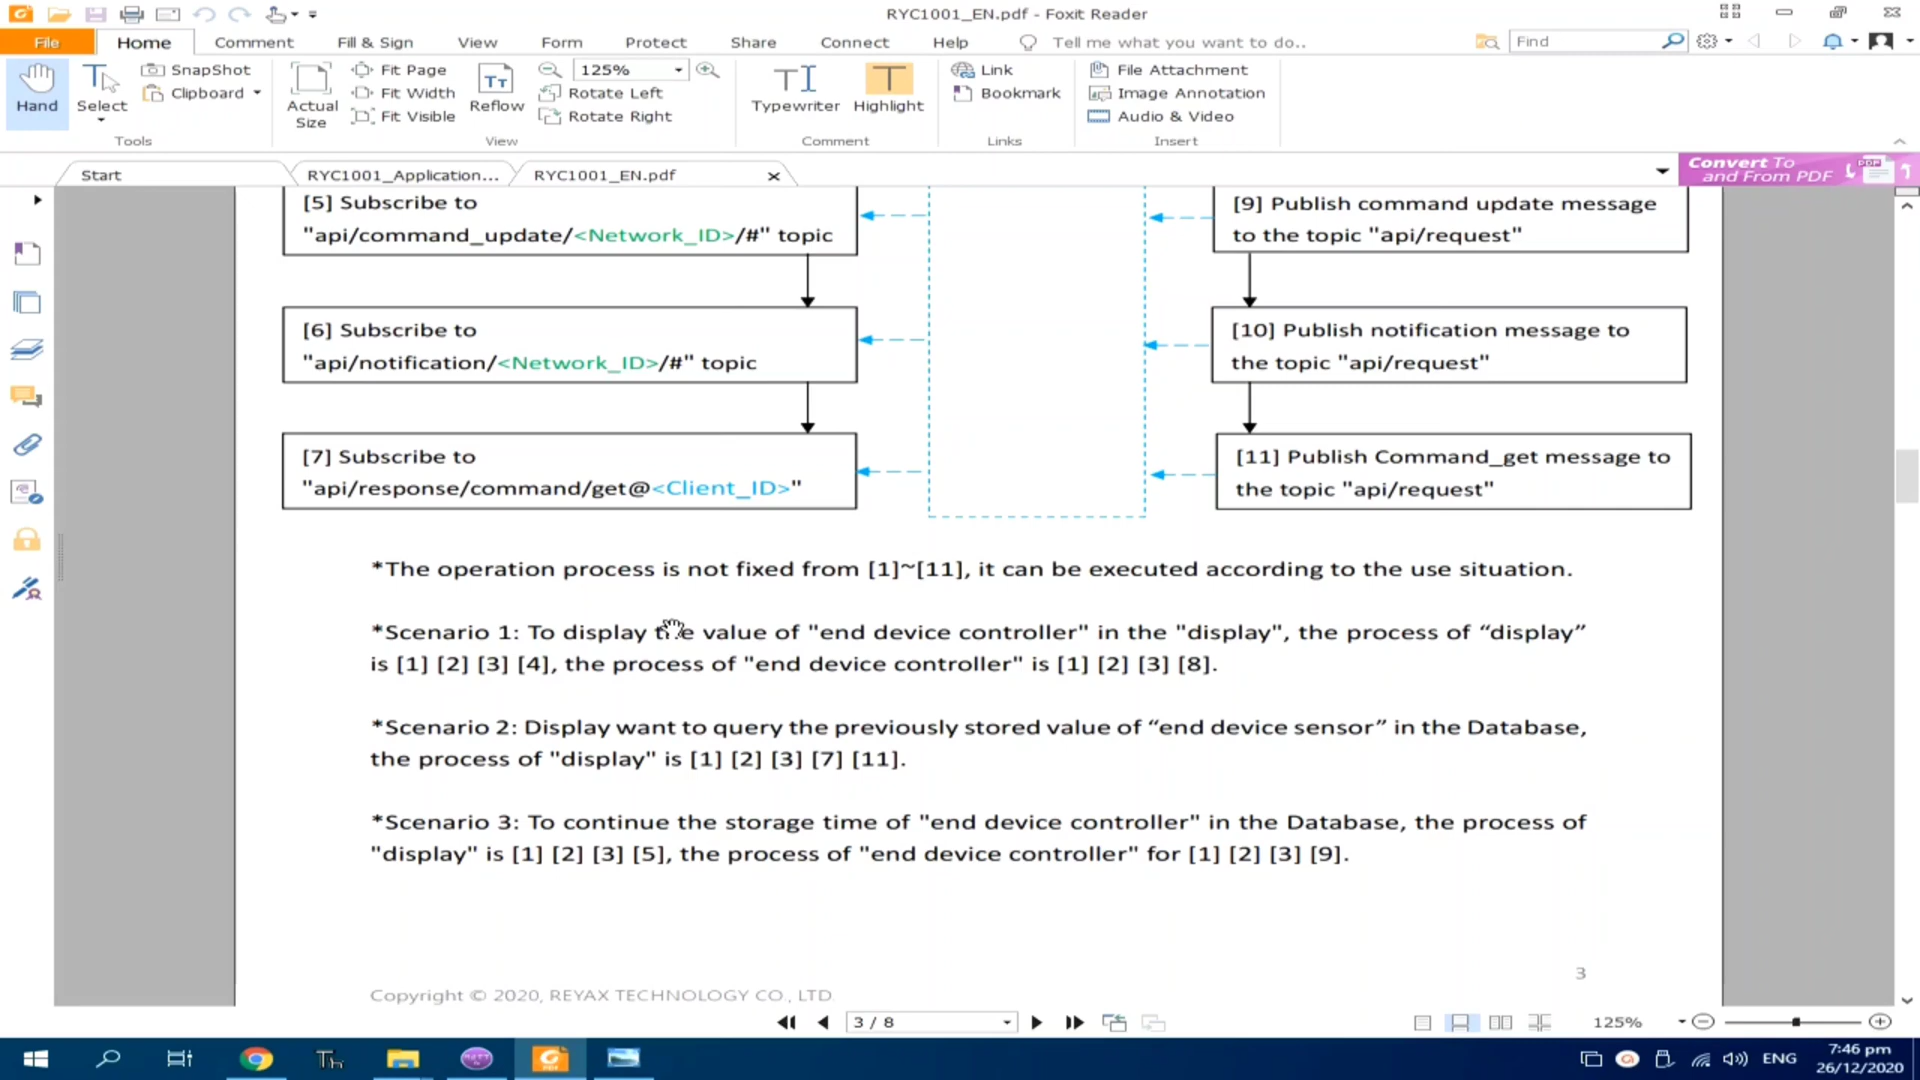 RYC1001_EN.pdf - Foxit Reader
File
Home
Comment
Fill & Sign
View
Form
Protect
Share
Connect
Help
Tell me what you want to do..
Find
Hand
Select
SnapShot
Clipboard
Tools
Actual
Size
Fit Page
Fit Width
Fit Visible
Reflow
125%
Rotate Left
Rotate Right
View
Typewriter
Highlight
Comment
Link
Bookmark
Links
File Attachment
Image Annotation
Audio & Video
Insert
Start
RYC1001_Application...
RYC1001_EN.pdf
Convert To
and From PDF
[5] Subscribe to
"api/command_update/<Network_ID>/#" topic
[9] Publish command update message
to the topic "api/request"
[6] Subscribe to
"api/notification/<Network_ID>/#" topic
[10] Publish notification message to
the topic "api/request"
[7] Subscribe to
"api/response/command/get@<Client_ID>"
[11] Publish Command_get message to
the topic "api/request"
*The operation process is not fixed from [1]~[11], it can be executed according to the use situation.
*Scenario 1: To display the value of "end device controller" in the "display", the process of “display”
is [1] [2] [3] [4], the process of "end device controller" is [1] [2] [3] [8].
*Scenario 2: Display want to query the previously stored value of “end device sensor” in the Database,
the process of "display" is [1] [2] [3] [7] [11].
*Scenario 3: To continue the storage time of "end device controller" in the Database, the process of
"display" is [1] [2] [3] [5], the process of "end device controller" for [1] [2] [3] [9].
3
Copyright © 2020, REYAX TECHNOLOGY CO., LTD.
3 / 8
125%
ENG
7:46 pm
26/12/2020